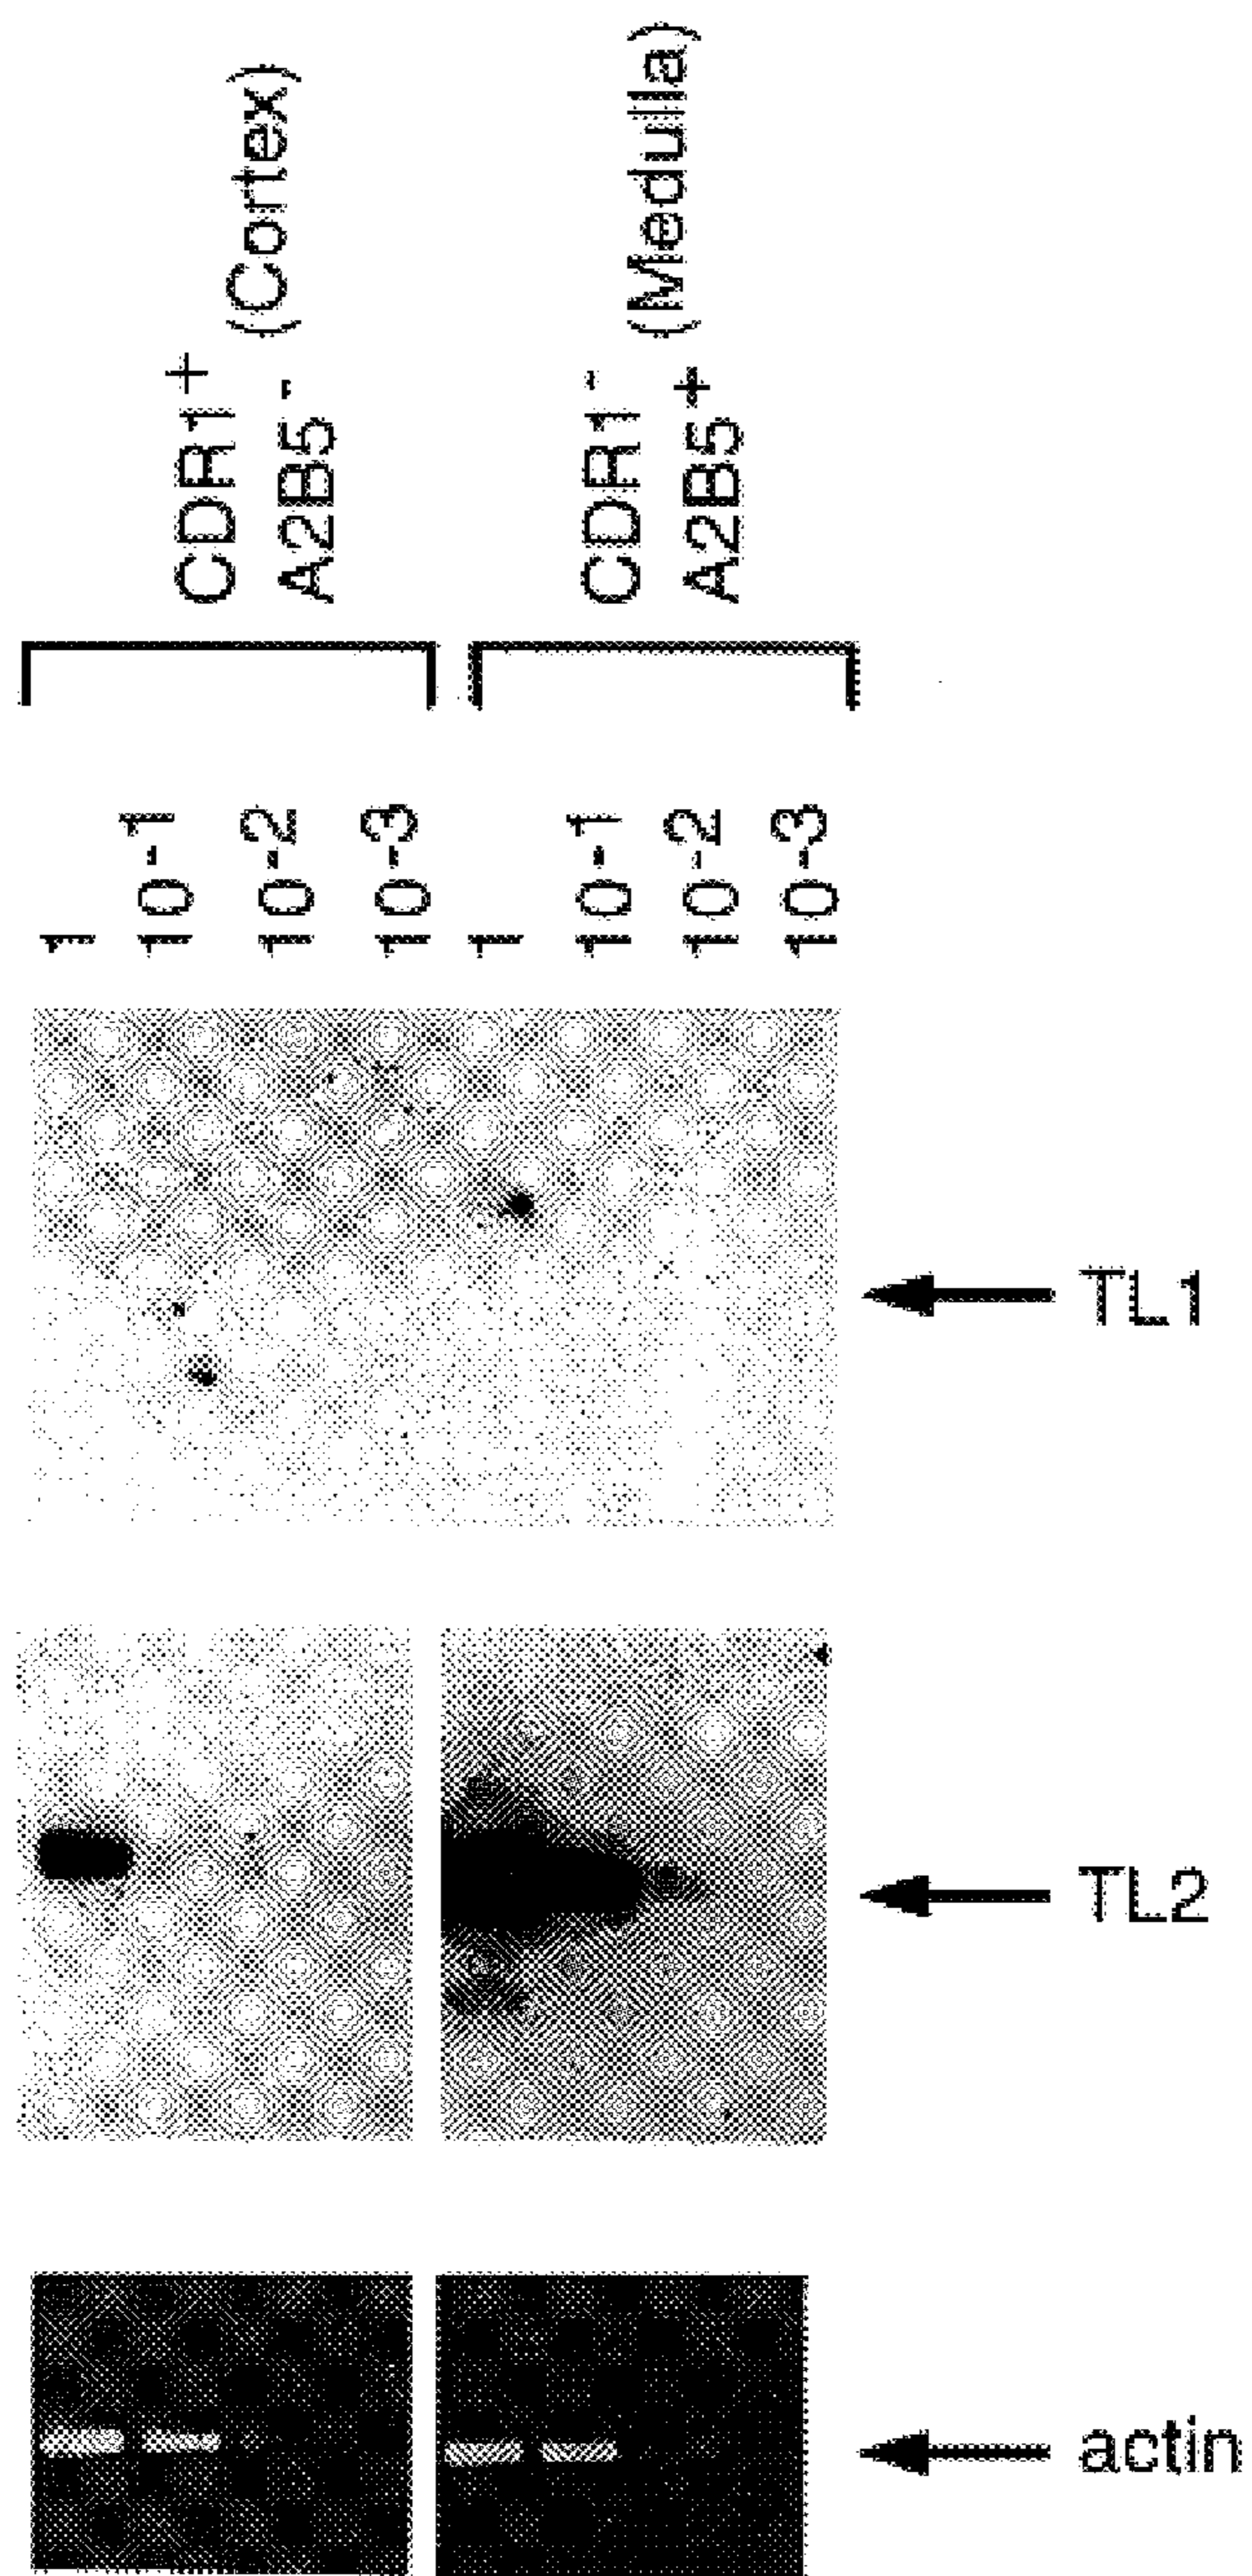 CDR1+
A2B5- (Cortex)
CDR1-
A2B5+ (Medulla)
1
10-1
10-2
10-3
1
10-1
10-2
10-3
TL1
TL2
actin